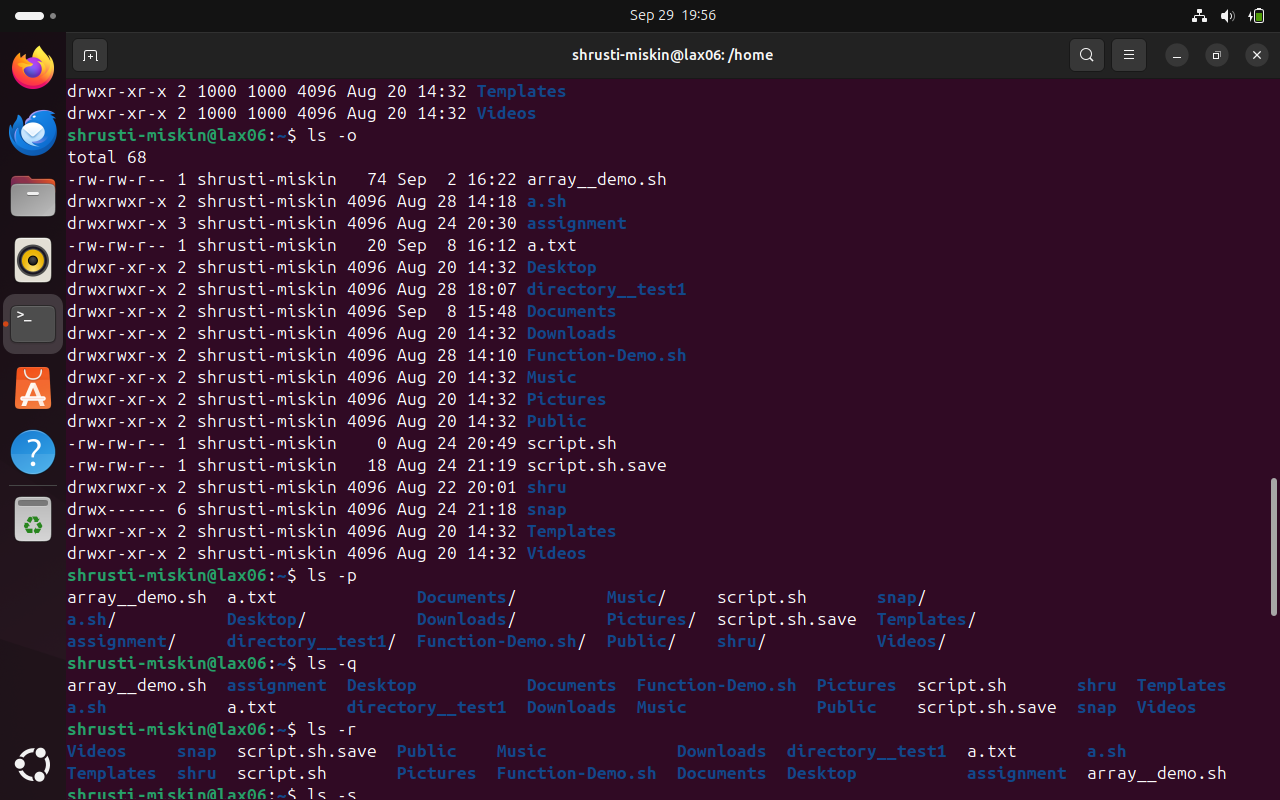 Sep 29 19:56
shrusti-miskin@lax06: /home
drwxr-xr-x 2 1000 1000 4096 Aug 20 14:32 Templates
drwxr-xr-x 2 1000 1000 4096 Aug 20 14:32 Videos
shrusti-miskin@lax06:~$ ls -o
total 68
-rw-rw-r-- 1 shrusti-miskin   74 Sep  2 16:22 array__demo.sh
drwxrwxr-x 2 shrusti-miskin 4096 Aug 28 14:18 a.sh
drwxrwxr-x 3 shrusti-miskin 4096 Aug 24 20:30 assignment
-rw-rw-r-- 1 shrusti-miskin   20 Sep  8 16:12 a.txt
drwxr-xr-x 2 shrusti-miskin 4096 Aug 20 14:32 Desktop
drwxrwxr-x 2 shrusti-miskin 4096 Aug 28 18:07 directory__test1
drwxr-xr-x 2 shrusti-miskin 4096 Sep  8 15:48 Documents
drwxr-xr-x 2 shrusti-miskin 4096 Aug 20 14:32 Downloads
drwxrwxr-x 2 shrusti-miskin 4096 Aug 28 14:10 Function-Demo.sh
drwxr-xr-x 2 shrusti-miskin 4096 Aug 20 14:32 Music
drwxr-xr-x 2 shrusti-miskin 4096 Aug 20 14:32 Pictures
drwxr-xr-x 2 shrusti-miskin 4096 Aug 20 14:32 Public
-rw-rw-r-- 1 shrusti-miskin    0 Aug 24 20:49 script.sh
-rw-rw-r-- 1 shrusti-miskin   18 Aug 24 21:19 script.sh.save
drwxrwxr-x 2 shrusti-miskin 4096 Aug 22 20:01 shru
drwx------ 6 shrusti-miskin 4096 Aug 24 21:18 snap
drwxr-xr-x 2 shrusti-miskin 4096 Aug 20 14:32 Templates
drwxr-xr-x 2 shrusti-miskin 4096 Aug 20 14:32 Videos
shrusti-miskin@lax06:~$ ls -p
array__demo.sh  a.txt              Documents/         Music/     script.sh       snap/
a.sh/           Desktop/           Downloads/         Pictures/  script.sh.save  Templates/
assignment/     directory__test1/  Function-Demo.sh/  Public/    shru/           Videos/
shrusti-miskin@lax06:~$ ls -q
array__demo.sh  assignment  Desktop           Documents  Function-Demo.sh  Pictures  script.sh       shru  Templates
a.sh            a.txt       directory__test1  Downloads  Music             Public    script.sh.save  snap  Videos
shrusti-miskin@lax06:~$ ls -r
Videos     snap  script.sh.save  Public    Music             Downloads  directory__test1  a.txt       a.sh
Templates  shru  script.sh       Pictures  Function-Demo.sh  Documents  Desktop           assignment  array__demo.sh
shrusti-miskin@lax06:~$ ls -s